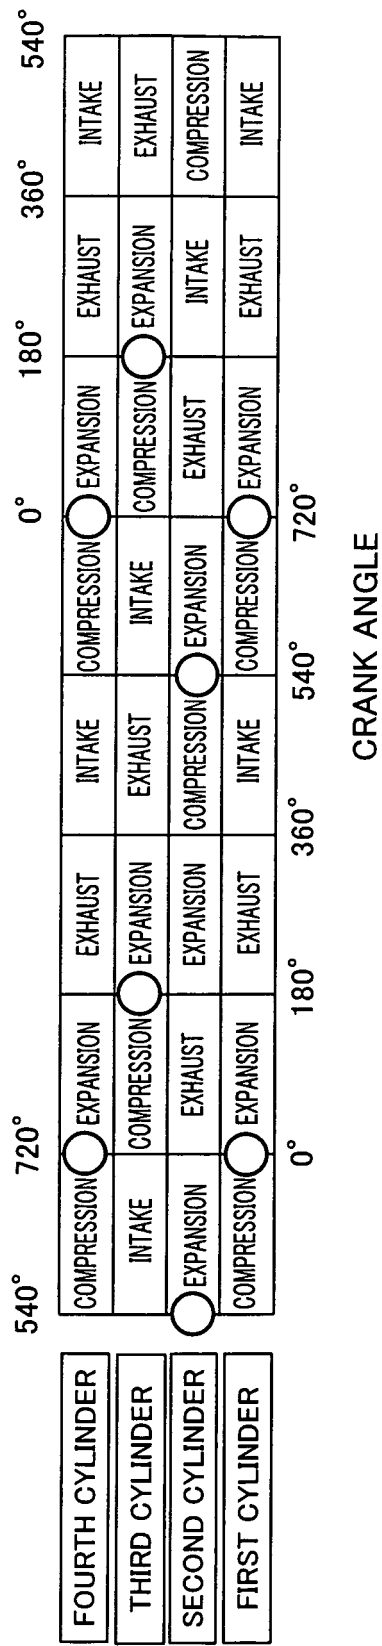 540° 720° 0° 180° 360° 540°
FOURTH CYLINDER COMPRESSION EXPANSION EXHAUST INTAKE COMPRESSION EXPANSION EXHAUST INTAKE
THIRD CYLINDER INTAKE COMPRESSION EXPANSION EXHAUST INTAKE COMPRESSION EXPANSION EXHAUST
SECOND CYLINDER EXPANSION EXHAUST EXPANSION COMPRESSION EXPANSION EXHAUST INTAKE COMPRESSION
FIRST CYLINDER COMPRESSION EXPANSION EXHAUST INTAKE COMPRESSION EXPANSION EXHAUST INTAKE
0° 180° 360° 540° 720°
CRANK ANGLE